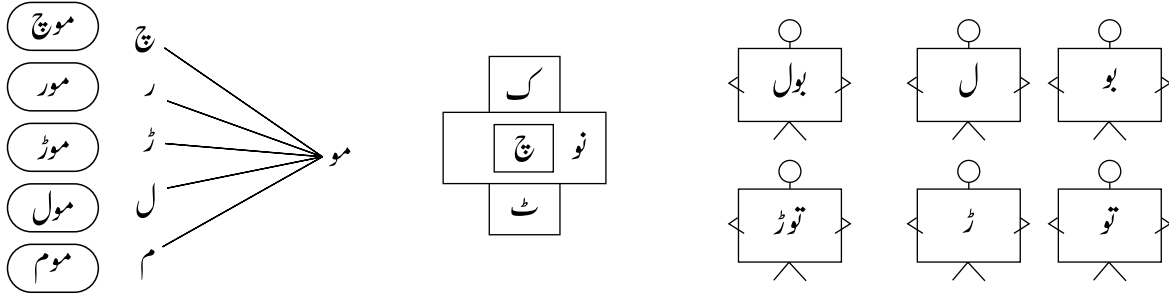 بو ل بول
تو ڑ توڑ
ک
نو چ
ٹ
مو
چ موچ
ر مور
ڑ موڑ
ل مول
م موم